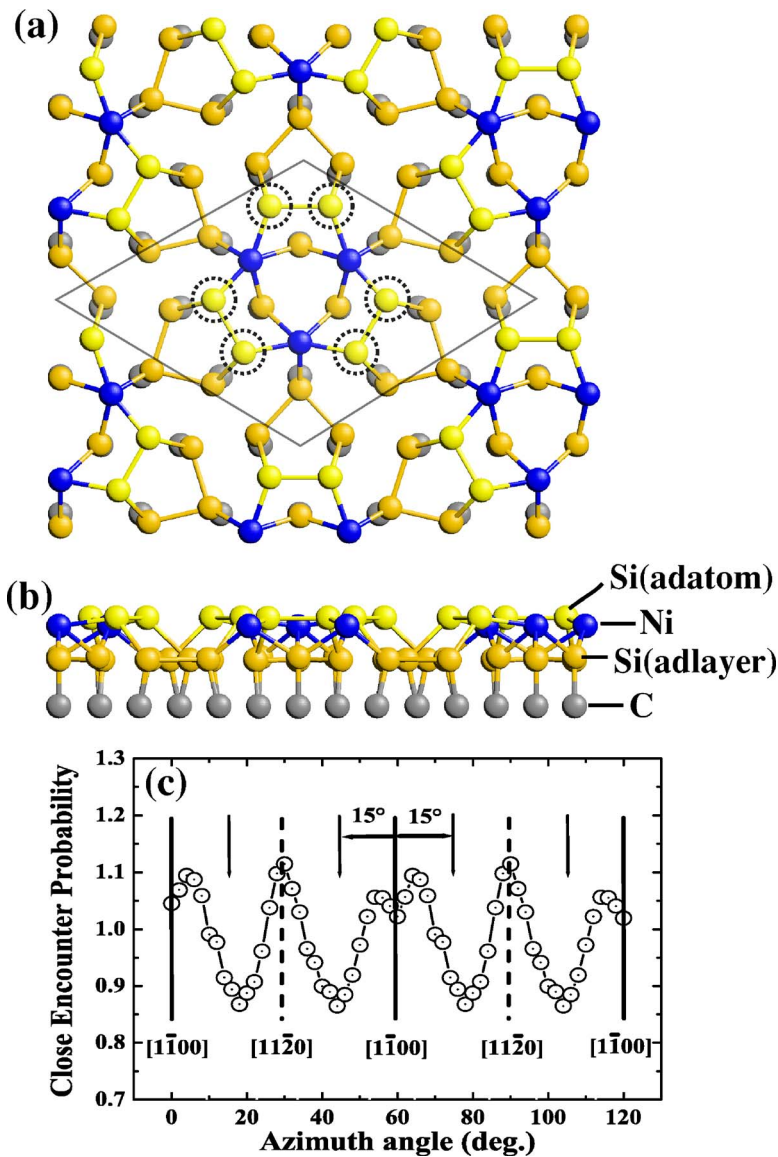 (a)
(b)
Si(adatom)
Ni
Si(adlayer)
C
(c)
Close Encounter Probability
1.3
1.2
1.1
1.0
0.9
0.8
0.7
15° 15°
[11̄00] [112̄0] [11̄00] [112̄0] [11̄00]
0 20 40 60 80 100 120
Azimuth angle (deg.)